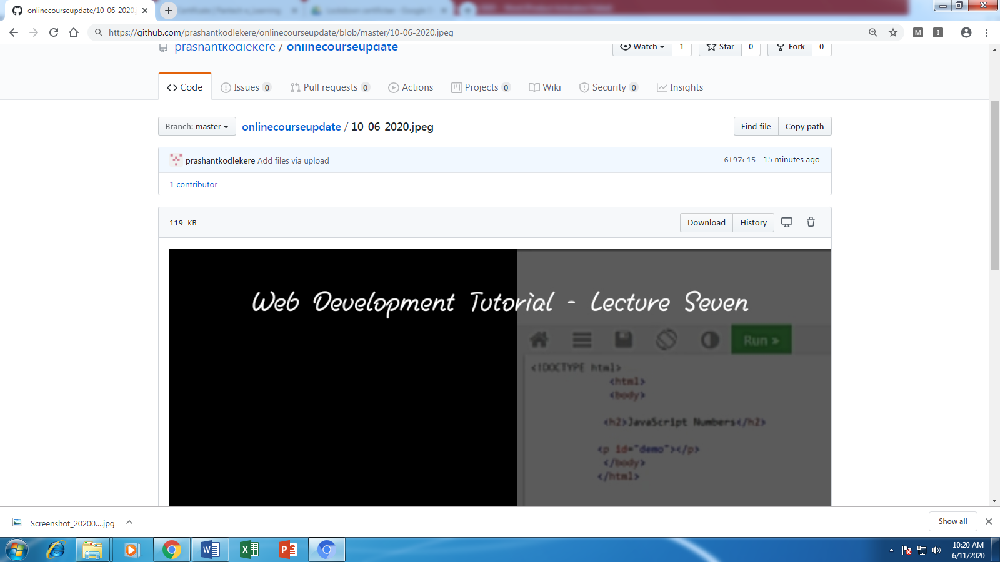 onlinecourseupdate/10-06-2020.
https://github.com/prashantkodlekere/onlinecourseupdate/blob/master/10-06-2020.jpeg
M
I
prashantkodlekere / onlinecourseupdate
Watch 1
Star 0
Fork 0
Code
Issues 0
Pull requests 0
Actions
Projects 0
Wiki
Security 0
Insights
Branch: master
onlinecourseupdate / 10-06-2020.jpeg
Find file
Copy path
prashantkodlekere Add files via upload
6f97c15 15 minutes ago
1 contributor
119 KB
Download
History
Web Development Tutorial - Lecture Seven
Run »
<!DOCTYPE html>
<html>
<body>
<h2>JavaScript Numbers</h2>
<p id="demo"></p>
</body>
</html>
Screenshot_20200....jpg
Show all
10:20 AM
6/11/2020